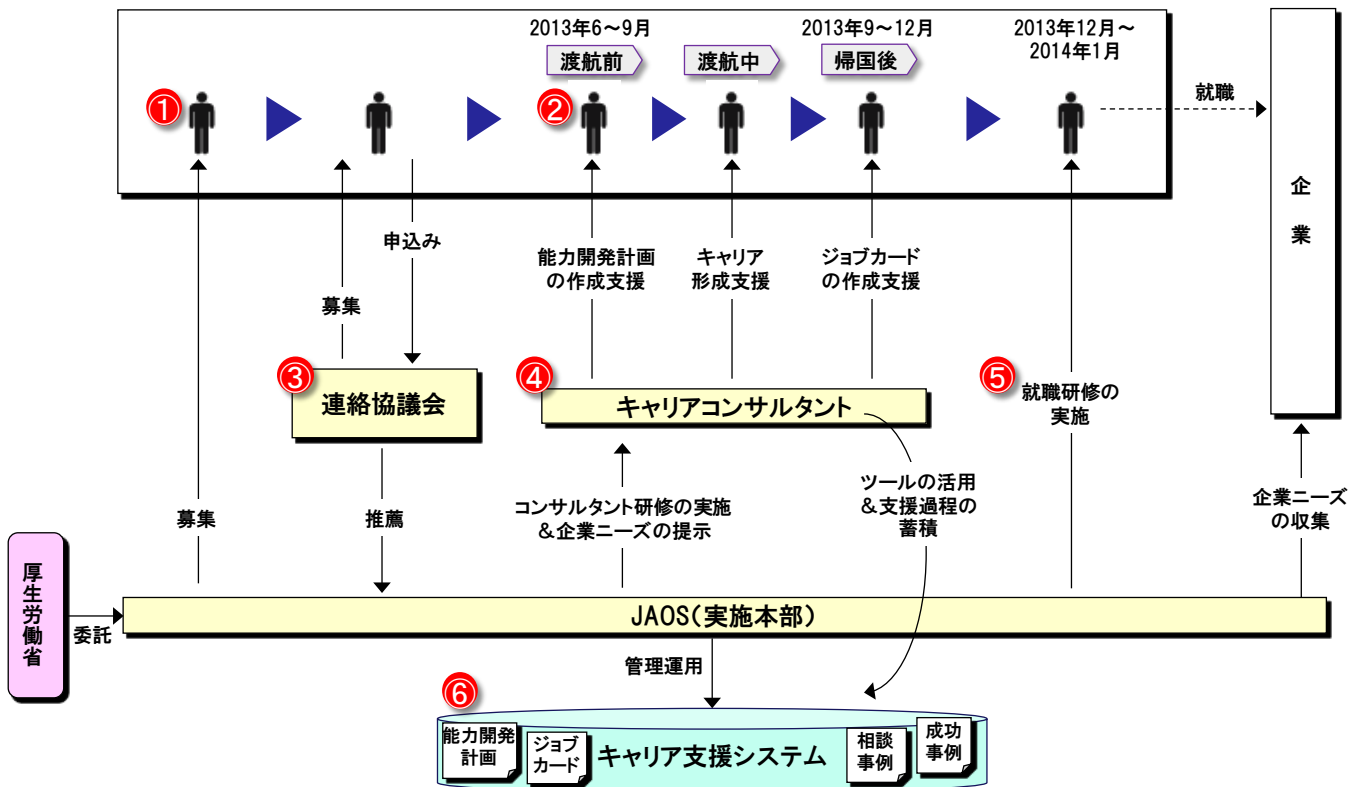 2013年6～9月
2013年9～12月
2013年12月～
2014年1月
渡航前
渡航中
帰国後
①
②
就職
企業
申込み
能力開発計画
の作成支援
キャリア
形成支援
ジョブカード
の作成支援
募集
③
連絡協議会
④
キャリアコンサルタント
⑤
就職研修の
実施
募集
推薦
コンサルタント研修の実施
＆企業ニーズの提示
ツールの活用
＆支援過程の
蓄積
企業ニーズ
の収集
厚生労働省
委託
JAOS（実施本部）
管理運用
⑥
能力開発
計画
ジョブ
カード
キャリア支援システム
相談
事例
成功
事例